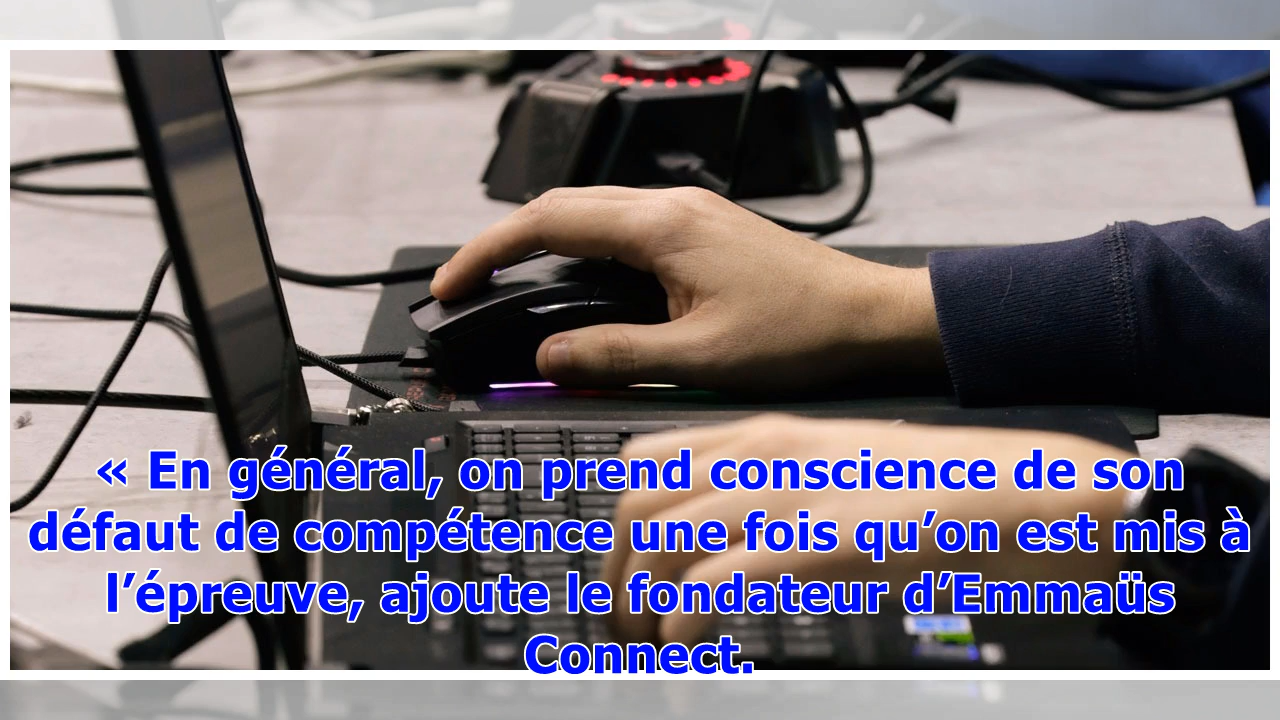 « En général, on prend conscience de son
défaut de compétence une fois qu’on est mis à
l’épreuve, ajoute le fondateur d’Emmaüs
Connect.